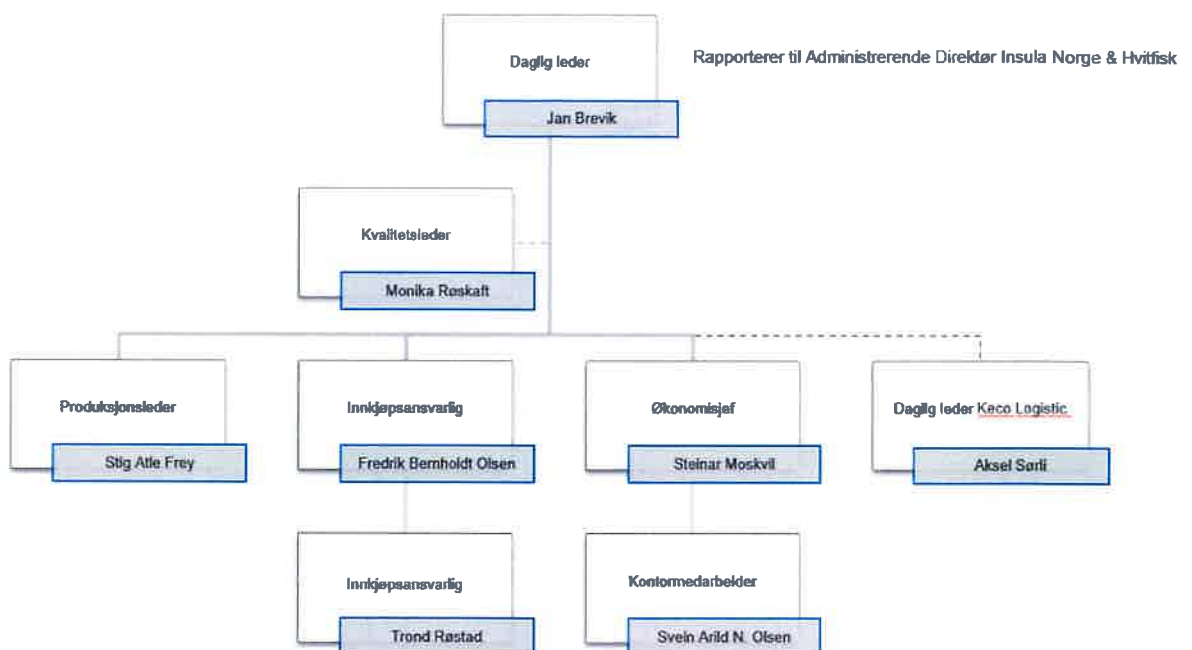 Daglig leder
Rapporterer til Administrerende Direktør Insula Norge & Hvitfisk
Jan Brevik
Kvalitetsleder
Monika Røskaft
Produksjonsleder
Innkjøpsansvarlig
Økonomisjef
Daglig leder Keco Logistic
Stig Atle Frey
Fredrik Bernholdt Olsen
Steinar Moskvil
Aksel Sørli
Innkjøpsansvarlig
Kontormedarbeider
Trond Røstad
Svein Arild N. Olsen